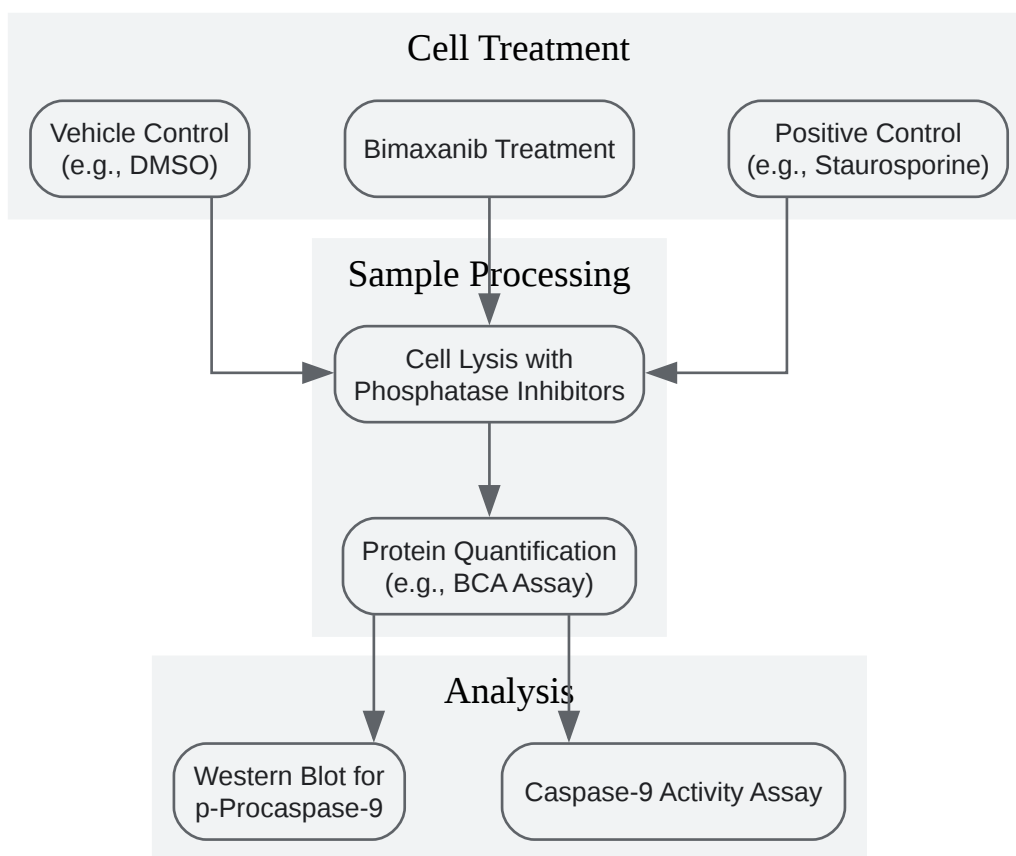 Cell Treatment
Vehicle Control
(e.g., DMSO)
Bimaxanib Treatment
Positive Control
(e.g., Staurosporine)
Sample Processing
Cell Lysis with
Phosphatase Inhibitors
Protein Quantification
(e.g., BCA Assay)
Analysis
Western Blot for
p-Procaspase-9
Caspase-9 Activity Assay